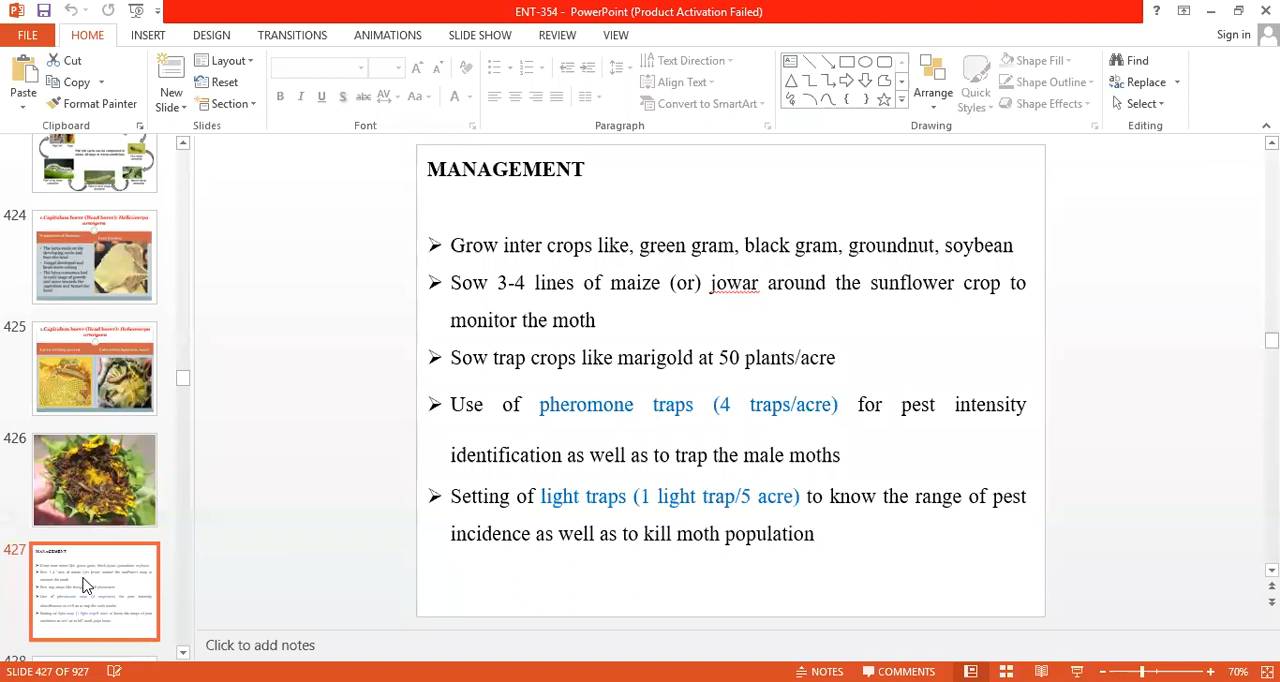 ENT-354 - PowerPoint (Product Activation Failed)
FILE HOME INSERT DESIGN TRANSITIONS ANIMATIONS SLIDE SHOW REVIEW VIEW Sign in
Cut
Copy
Format Painter
Paste
Clipboard
New
Slide
Layout
Reset
Section
Slides
B I U S abc AV Aa A
Font
Text Direction
Align Text
Convert to SmartArt
Paragraph
Arrange
Quick
Styles
Shape Fill
Shape Outline
Shape Effects
Drawing
Find
Replace
Select
Editing
424
425
426
427
MANAGEMENT
428
MANAGEMENT
➢ Grow inter crops like, green gram, black gram, groundnut, soybean
➢ Sow 3-4 lines of maize (or) jowar around the sunflower crop to
monitor the moth
➢ Sow trap crops like marigold at 50 plants/acre
➢ Use of pheromone traps (4 traps/acre) for pest intensity
identification as well as to trap the male moths
➢ Setting of light traps (1 light trap/5 acre) to know the range of pest
incidence as well as to kill moth population
Click to add notes
SLIDE 427 OF 927
NOTES COMMENTS 70%